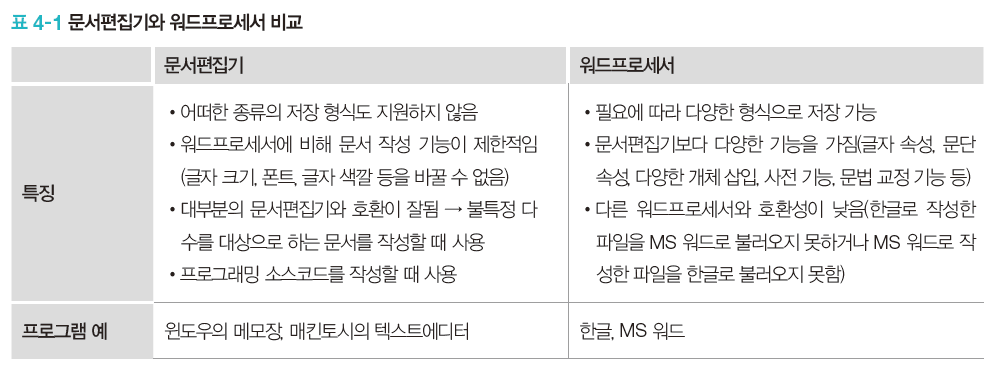 표 4-1 문서편집기와 워드프로세서 비교
문서편집기
워드프로세서
특징
• 어떠한 종류의 저장 형식도 지원하지 않음
• 워드프로세서에 비해 문서 작성 기능이 제한적임
(글자 크기, 폰트, 글자 색깔 등을 바꿀 수 없음)
• 대부분의 문서편집기와 호환이 잘됨 → 불특정 다
수를 대상으로 하는 문서를 작성할 때 사용
• 프로그래밍 소스코드를 작성할 때 사용
• 필요에 따라 다양한 형식으로 저장 가능
• 문서편집기보다 다양한 기능을 가짐(글자 속성, 문단
속성, 다양한 개체 삽입, 사전 기능, 문법 교정 기능 등)
• 다른 워드프로세서와 호환성이 낮음(한글로 작성한
파일을 MS 워드로 불러오지 못하거나 MS 워드로 작
성한 파일을 한글로 불러오지 못함)
프로그램 예
윈도우의 메모장, 매킨토시의 텍스트에디터
한글, MS 워드